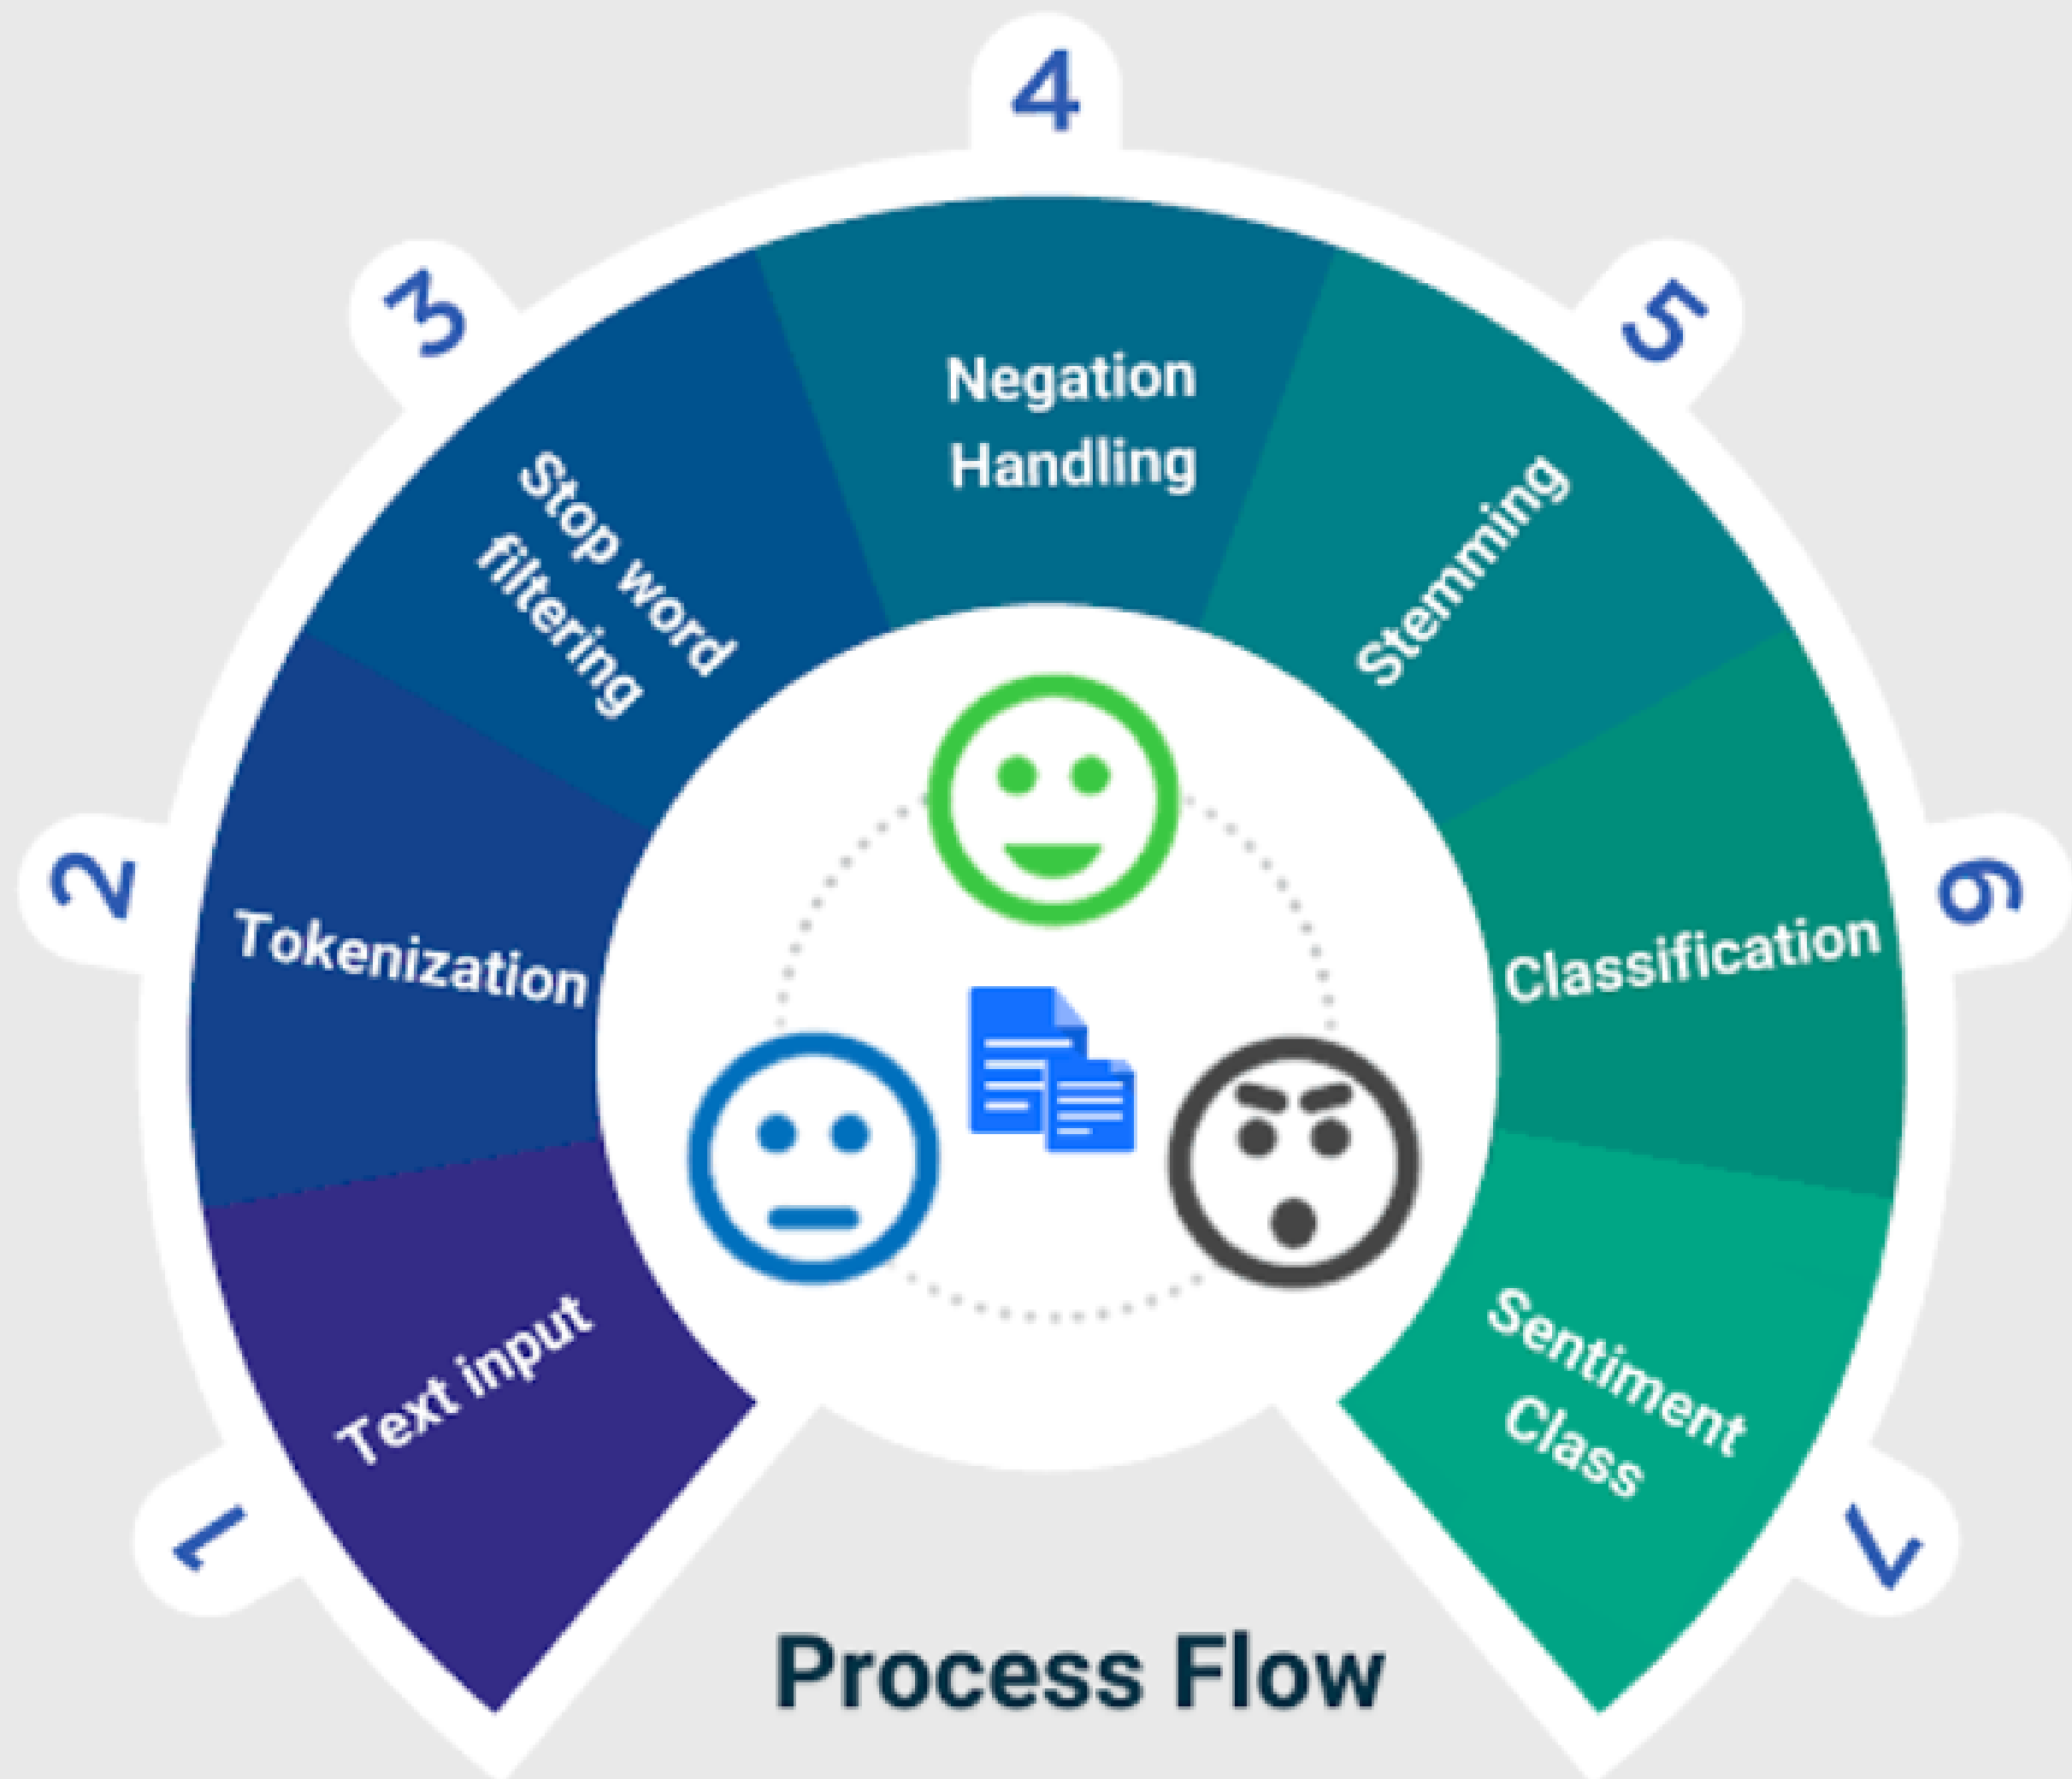 1
Text input
2
Tokenization
3
Stop word
filtering
4
Negation
Handling
5
Stemming
6
Classification
7
Sentiment
Class
Process Flow